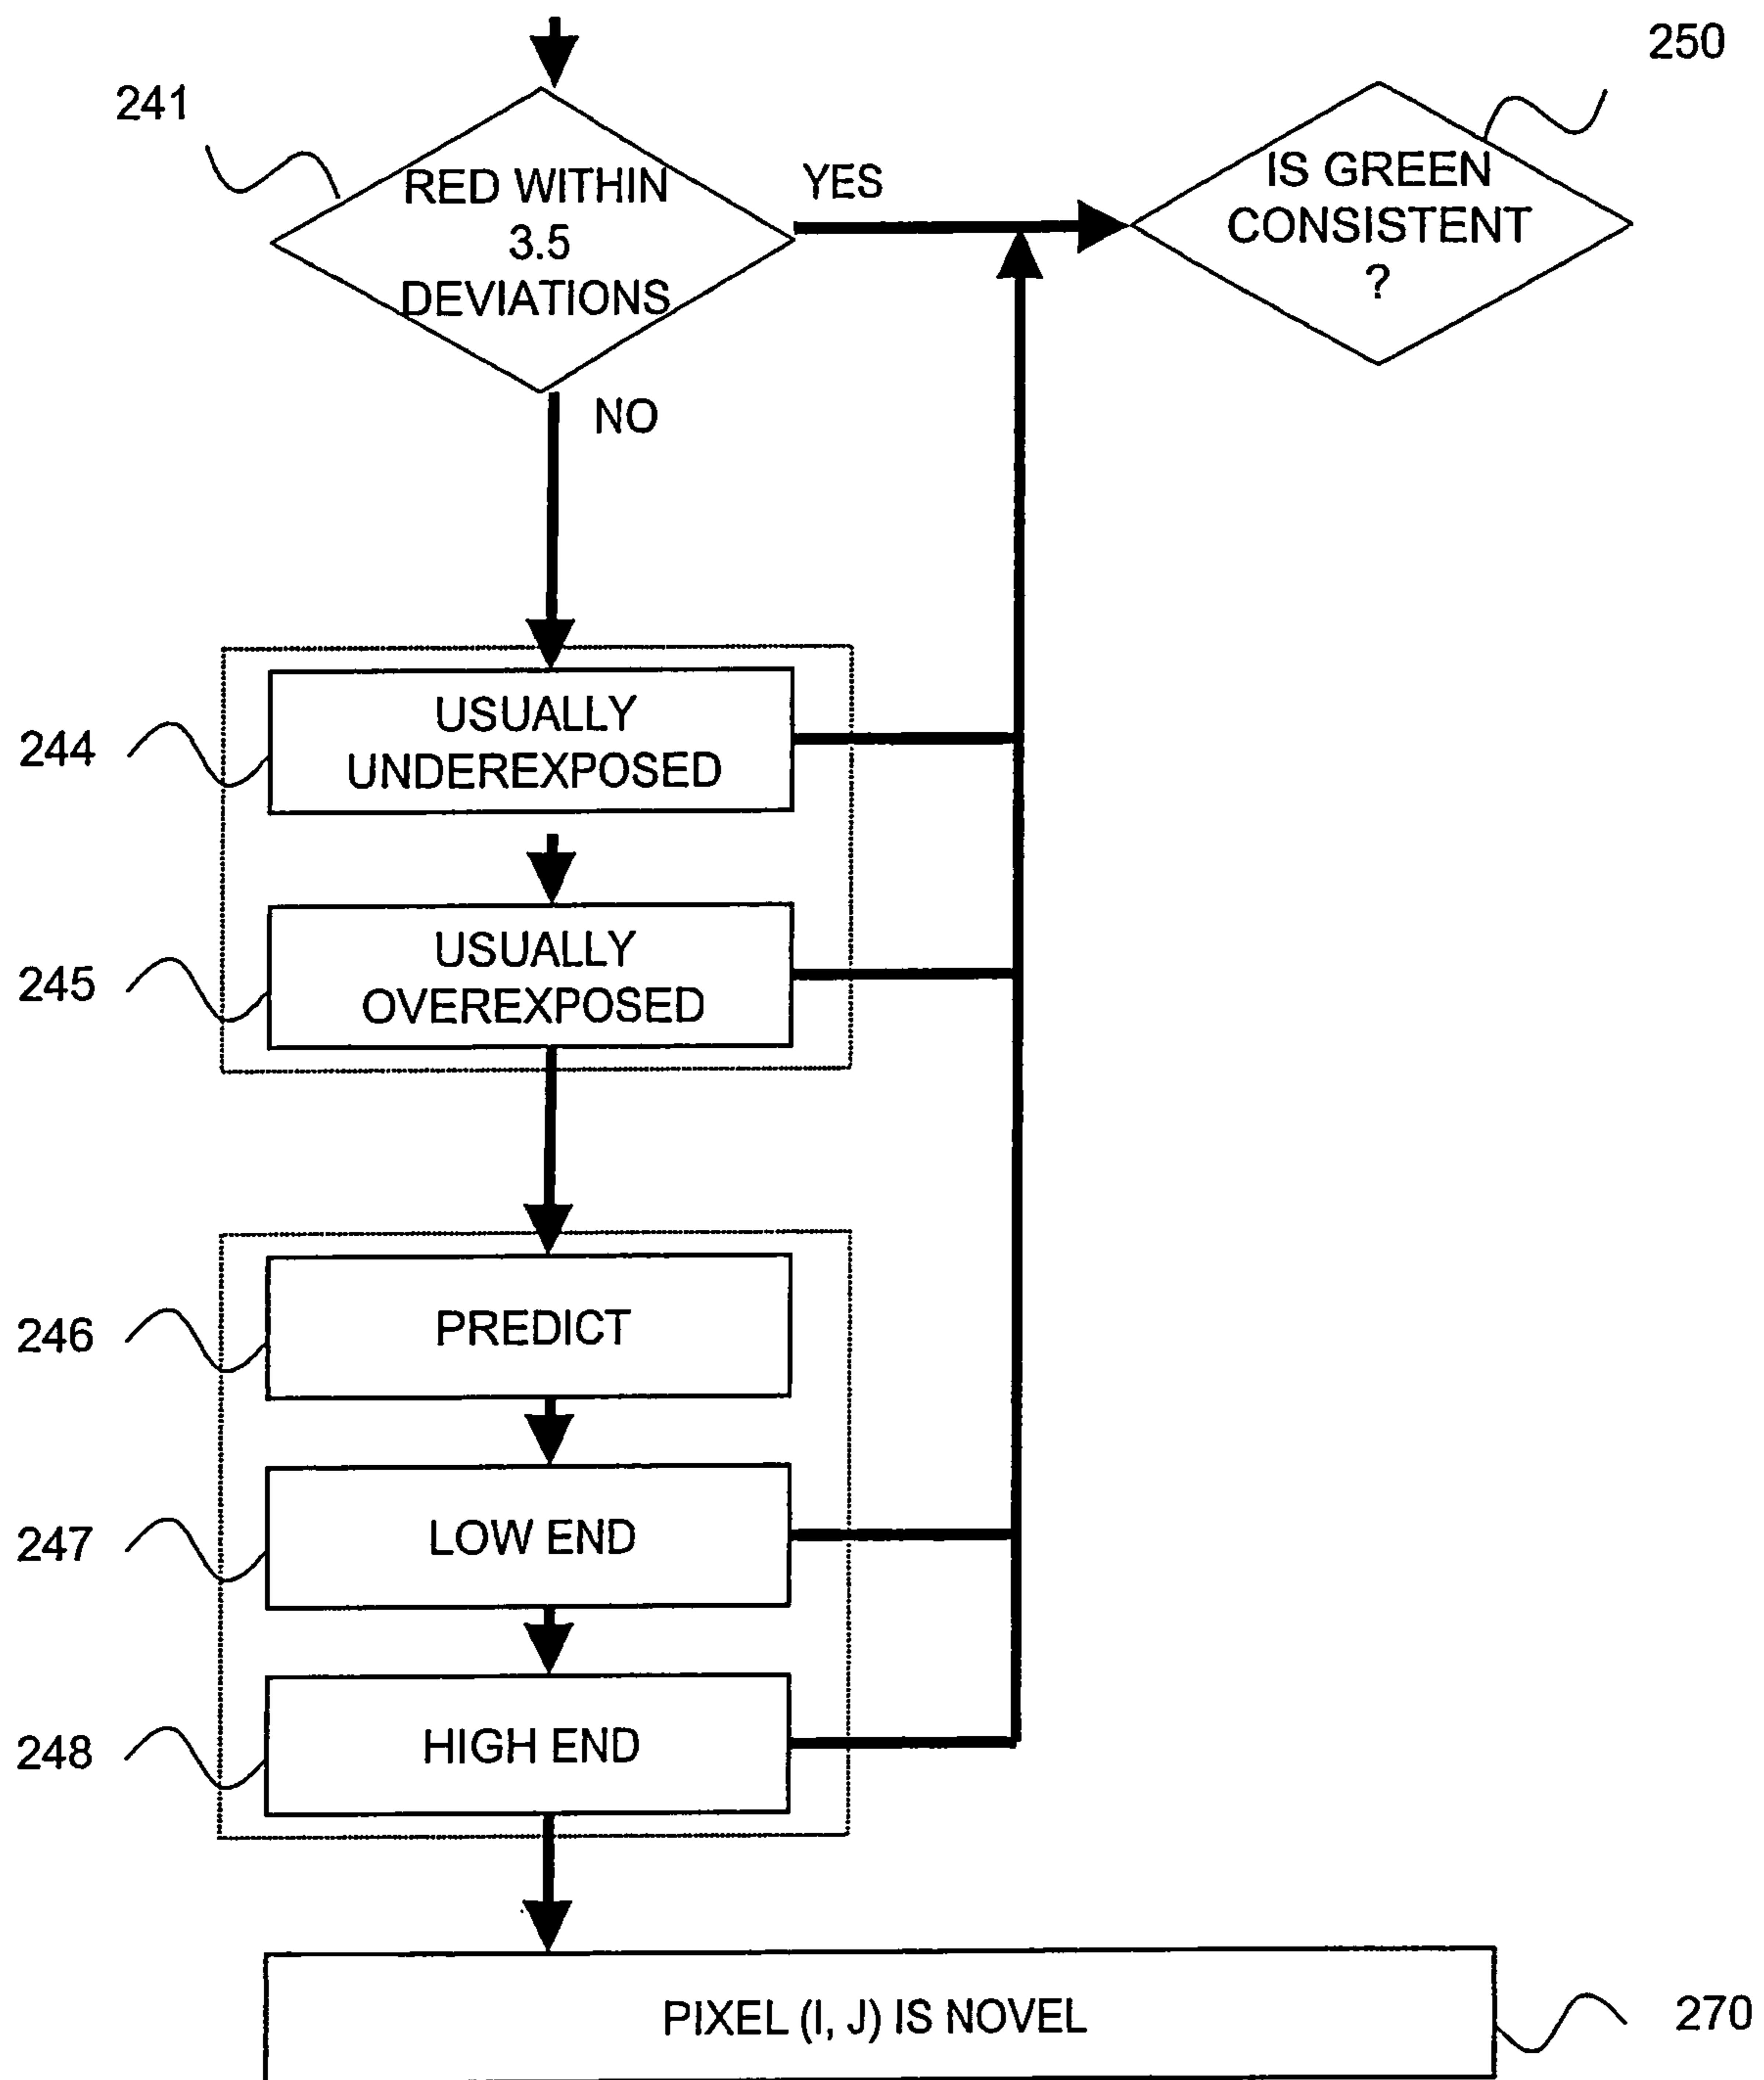 250
241
RED WITHIN
3.5
DEVIATIONS
YES
IS GREEN
CONSISTENT
?
NO
244
USUALLY
UNDEREXPOSED
245
USUALLY
OVEREXPOSED
246
PREDICT
247
LOW END
248
HIGH END
PIXEL (I, J) IS NOVEL
270